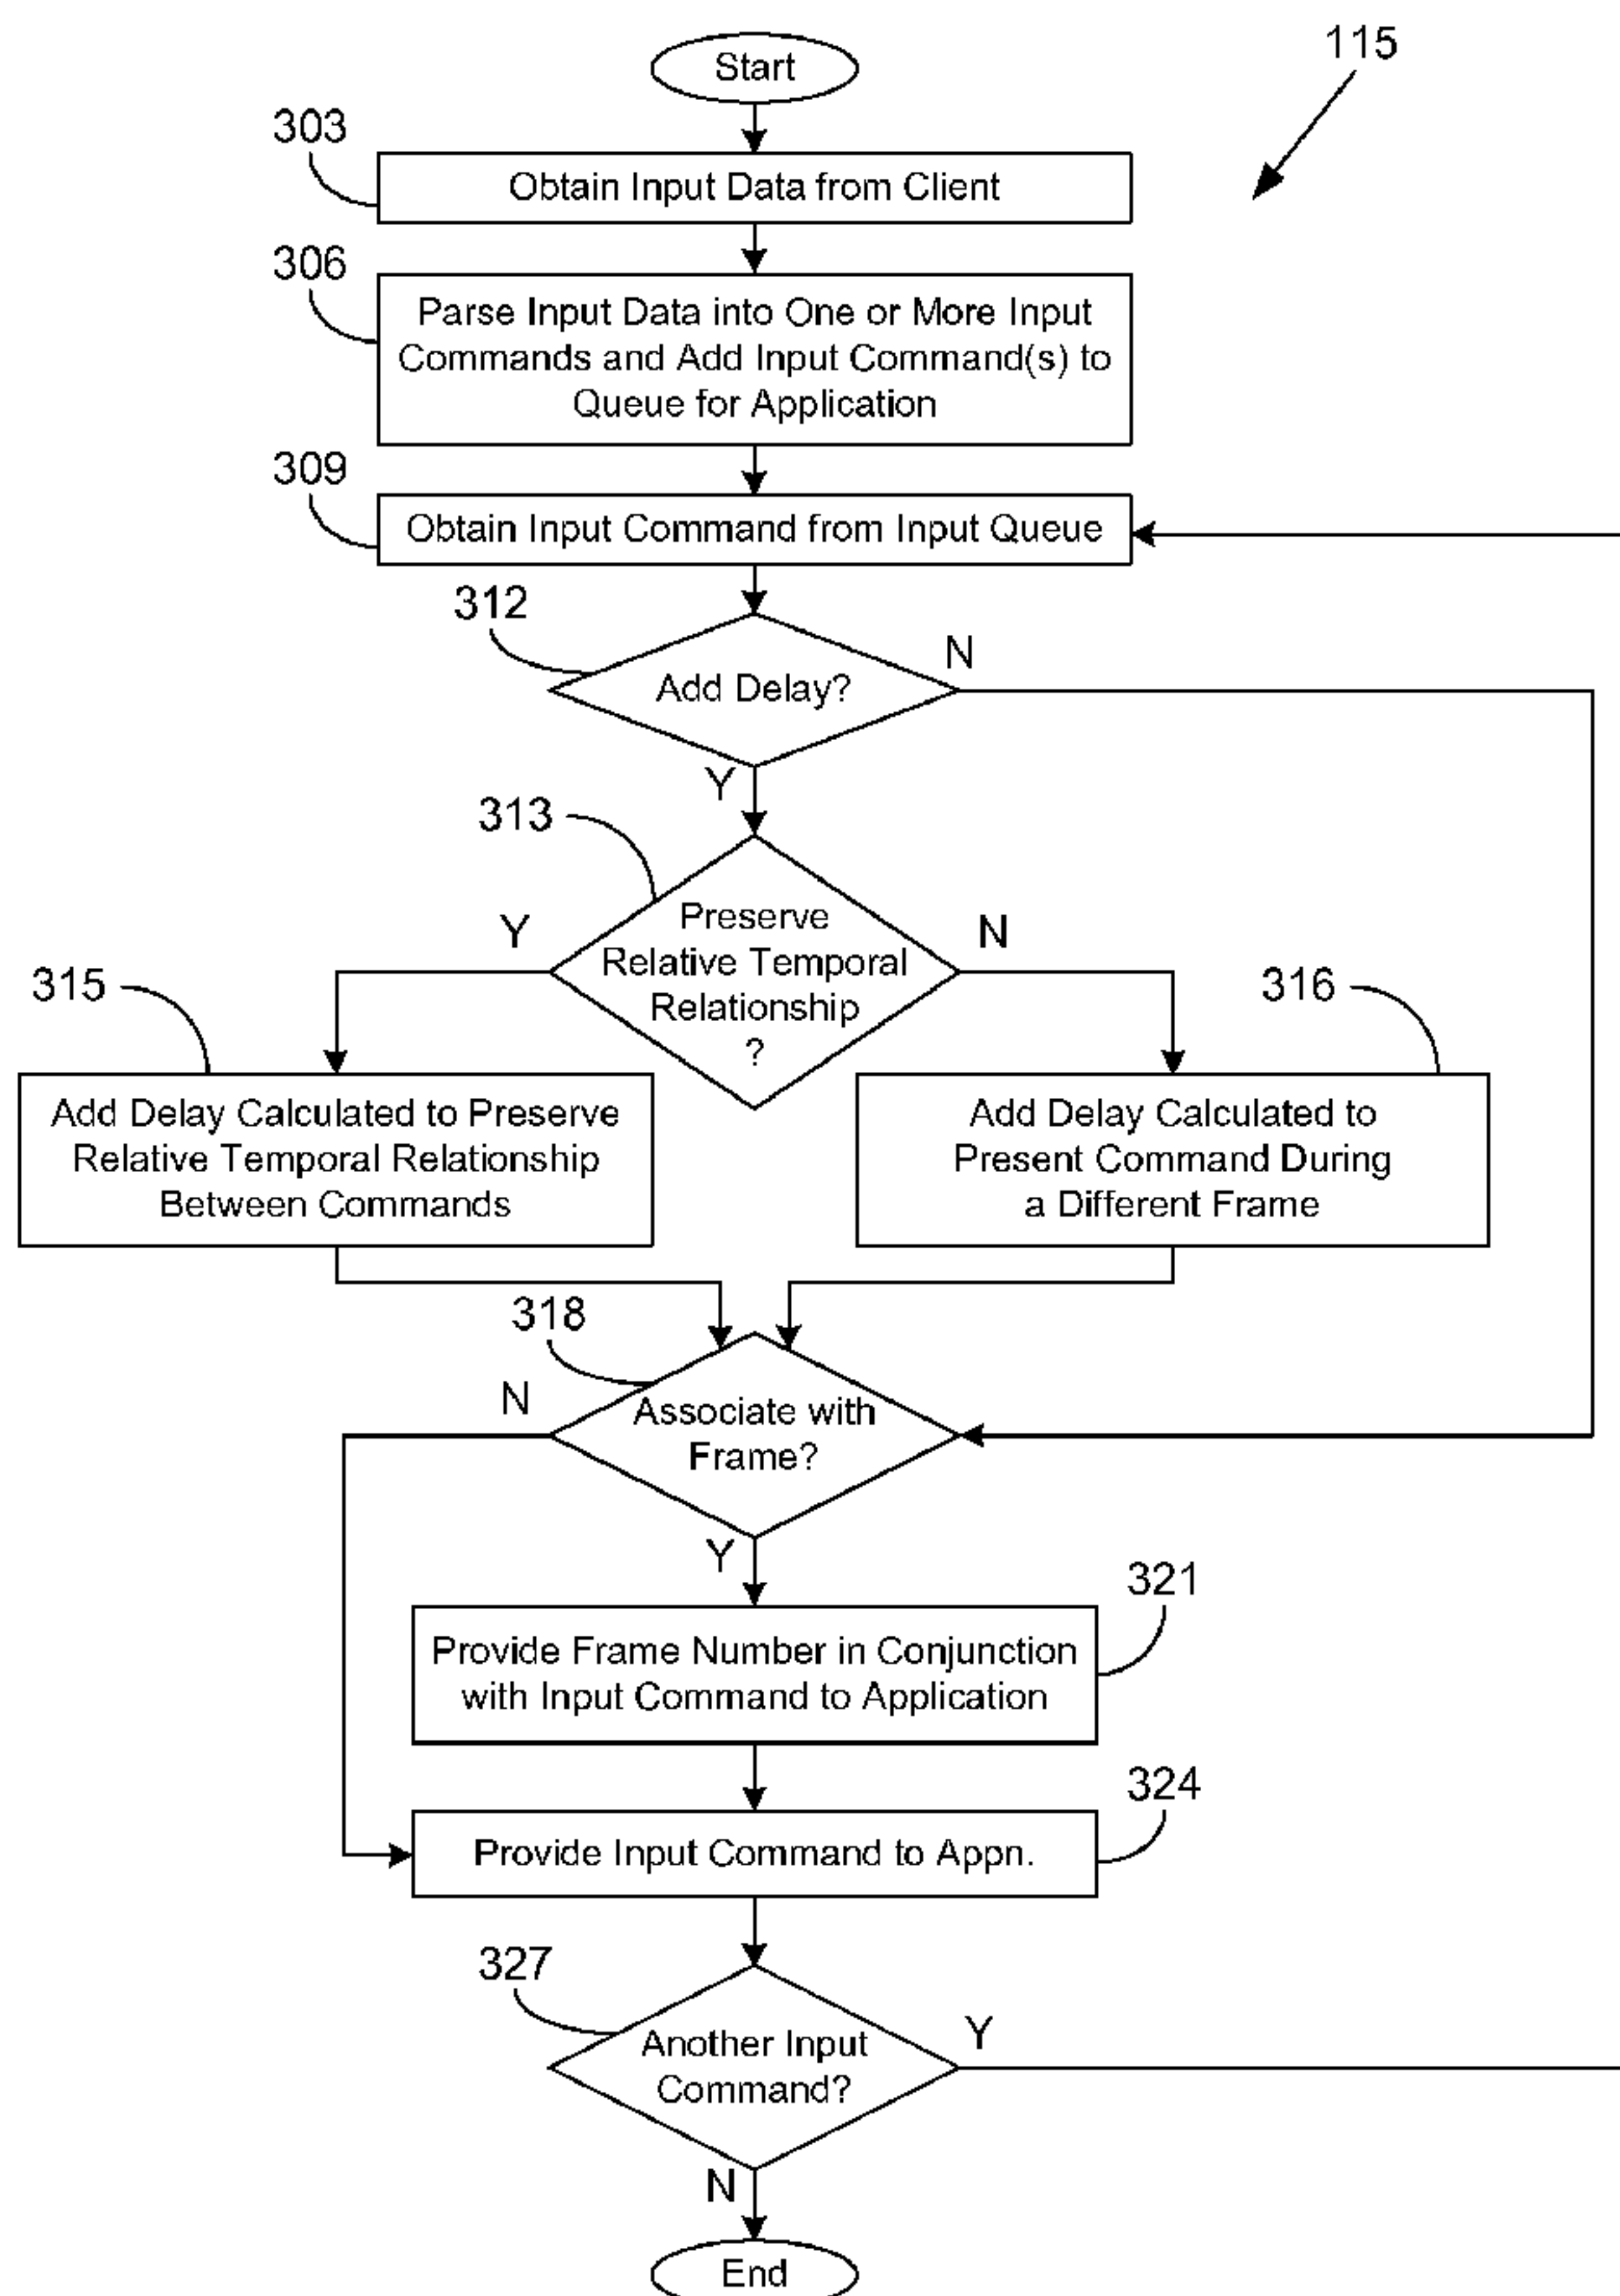 Start
115
303
Obtain Input Data from Client
306
Parse Input Data into One or More Input
Commands and Add Input Command(s) to
Queue for Application
309
Obtain Input Command from Input Queue
312
N
Add Delay?
Y
313
Preserve
Relative Temporal
Relationship
?
Y
N
315
316
Add Delay Calculated to Preserve
Relative Temporal Relationship
Between Commands
Add Delay Calculated to
Present Command During
a Different Frame
318
N
Associate with
Frame?
Y
321
Provide Frame Number in Conjunction
with Input Command to Application
324
Provide Input Command to Appn.
327
Another Input
Command?
Y
N
End